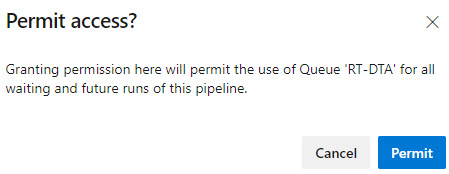 Permit access?
Granting permission here will permit the use of Queue 'RT-DTA' for all
waiting and future runs of this pipeline.
Cancel
Permit